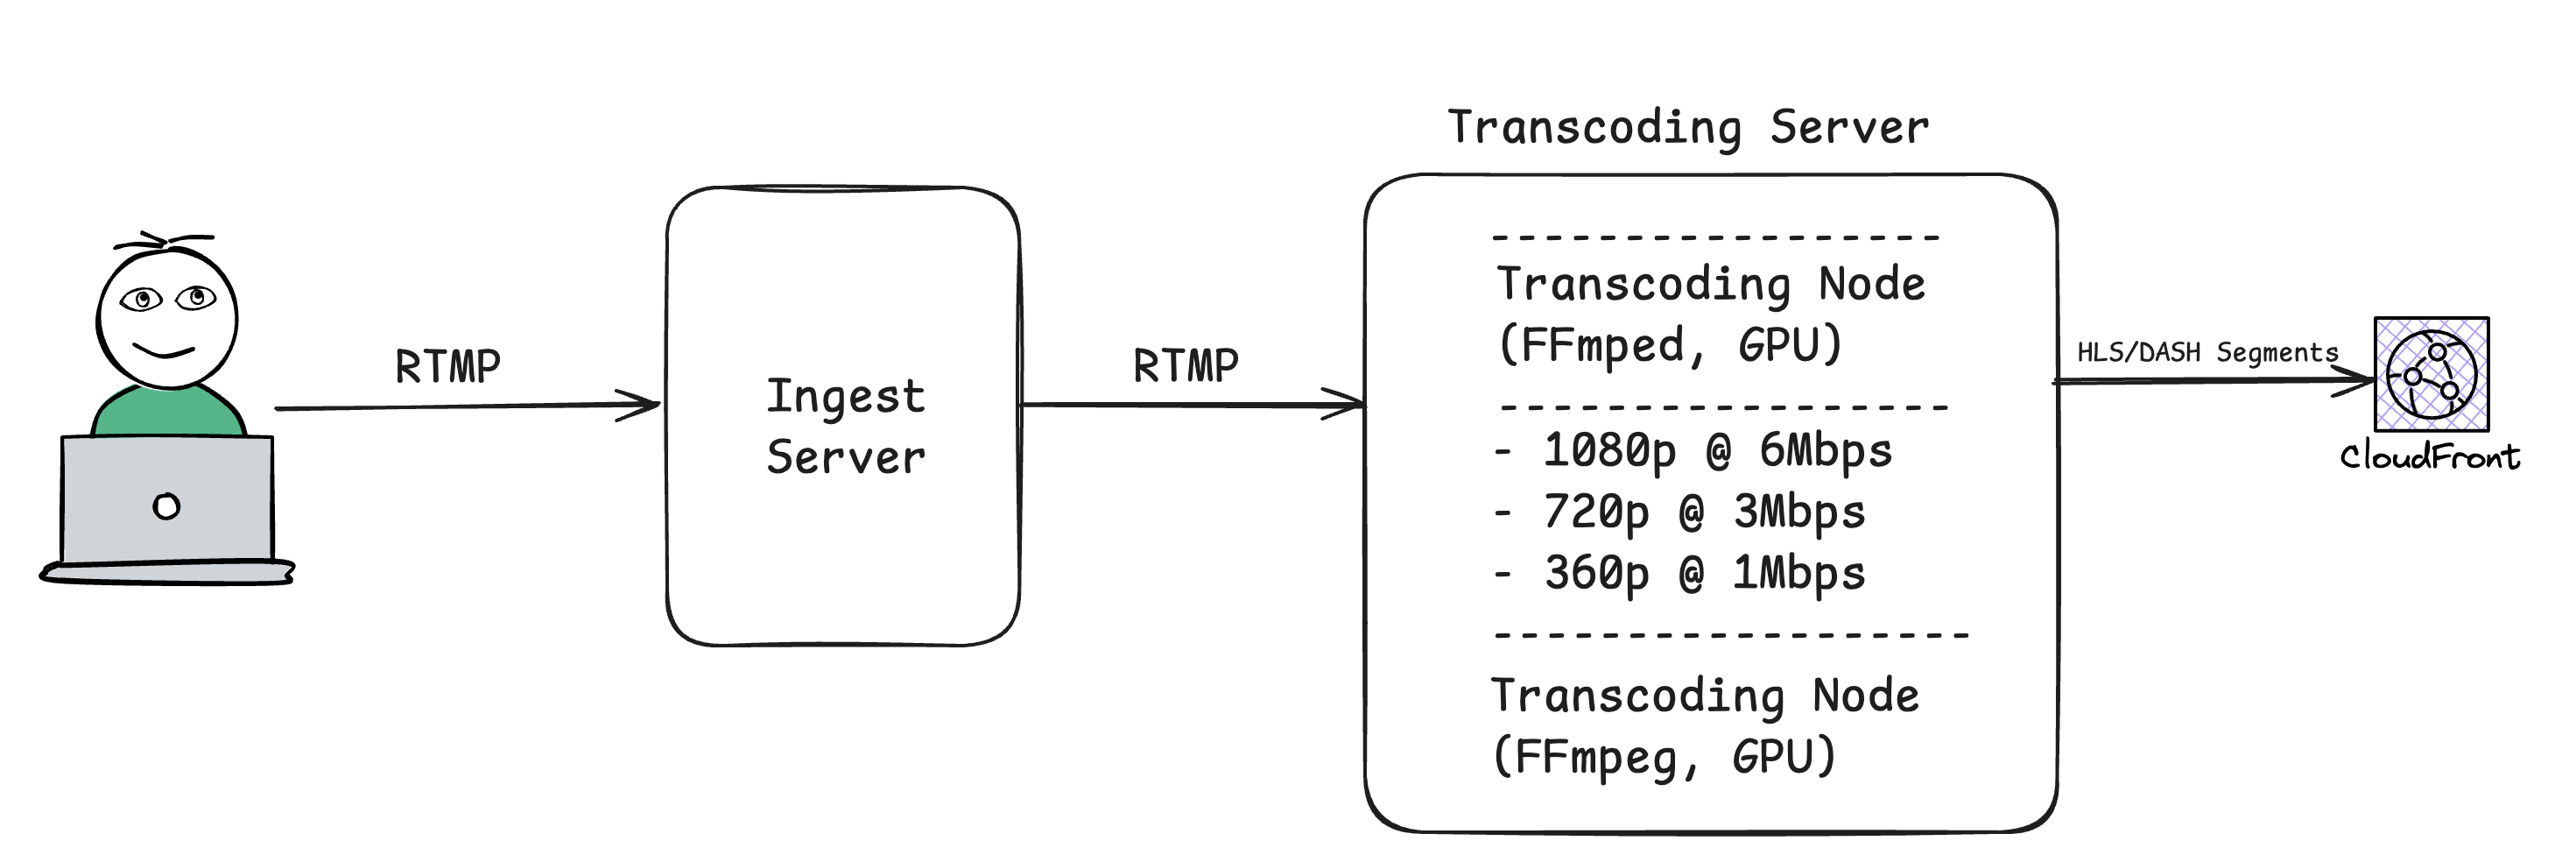 Transcoding Server
RTMP
Ingest
Server
RTMP
- - - - - - - - - - - - - - - - -
Transcoding Node
(FFmped, GPU)
- - - - - - - - - - - - - - - - -
- 1080p @ 6Mbps
- 720p @ 3Mbps
- 360p @ 1Mbps
- - - - - - - - - - - - - - - - - -
Transcoding Node
(FFmpeg, GPU)
HLS/DASH Segments
CloudFront